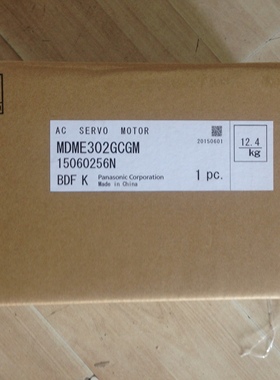 AC SERVO MOTOR
20150601
MDME302GCGM
15060256N
BDF K
Panasonic Corporation
Made in China
1 pc.
12.4
kg